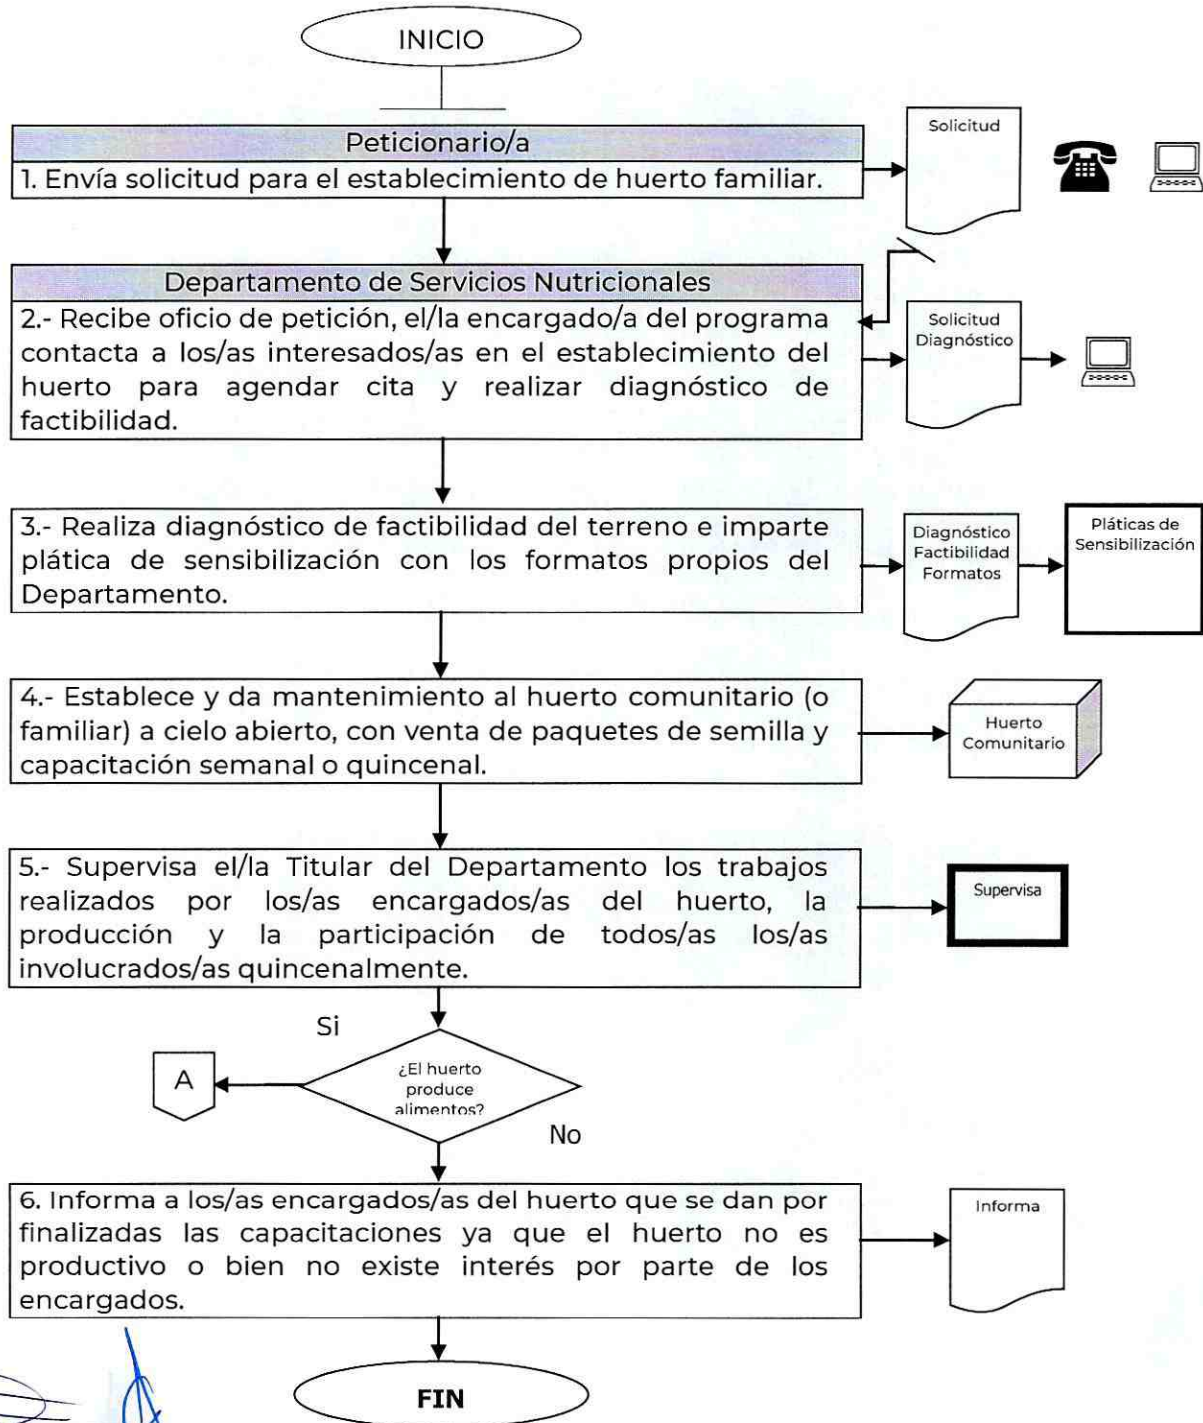 INICIO
Peticionario/a
1. Envía solicitud para el establecimiento de huerto familiar.
Solicitud
Departamento de Servicios Nutricionales
2.- Recibe oficio de petición, el/la encargado/a del programa
contacta a los/as interesados/as en el establecimiento del
huerto para agendar cita y realizar diagnóstico de
factibilidad.
Solicitud
Diagnóstico
3.- Realiza diagnóstico de factibilidad del terreno e imparte
plática de sensibilización con los formatos propios del
Departamento.
Diagnóstico
Factibilidad
Formatos
Pláticas de
Sensibilización
4.- Establece y da mantenimiento al huerto comunitario (o
familiar) a cielo abierto, con venta de paquetes de semilla y
capacitación semanal o quincenal.
Huerto
Comunitario
5.- Supervisa el/la Titular del Departamento los trabajos
realizados por los/as encargados/as del huerto, la
producción y la participación de todos/as los/as
involucrados/as quincenalmente.
Supervisa
Si
A
¿El huerto
produce
alimentos?
No
6. Informa a los/as encargados/as del huerto que se dan por
finalizadas las capacitaciones ya que el huerto no es
productivo o bien no existe interés por parte de los
encargados.
Informa
FIN